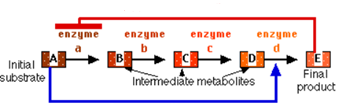 enzyme enzyme enzyme enzyme
a b c d
Initial
substrate
A B C D E
Intermediate metabolites
Final
product